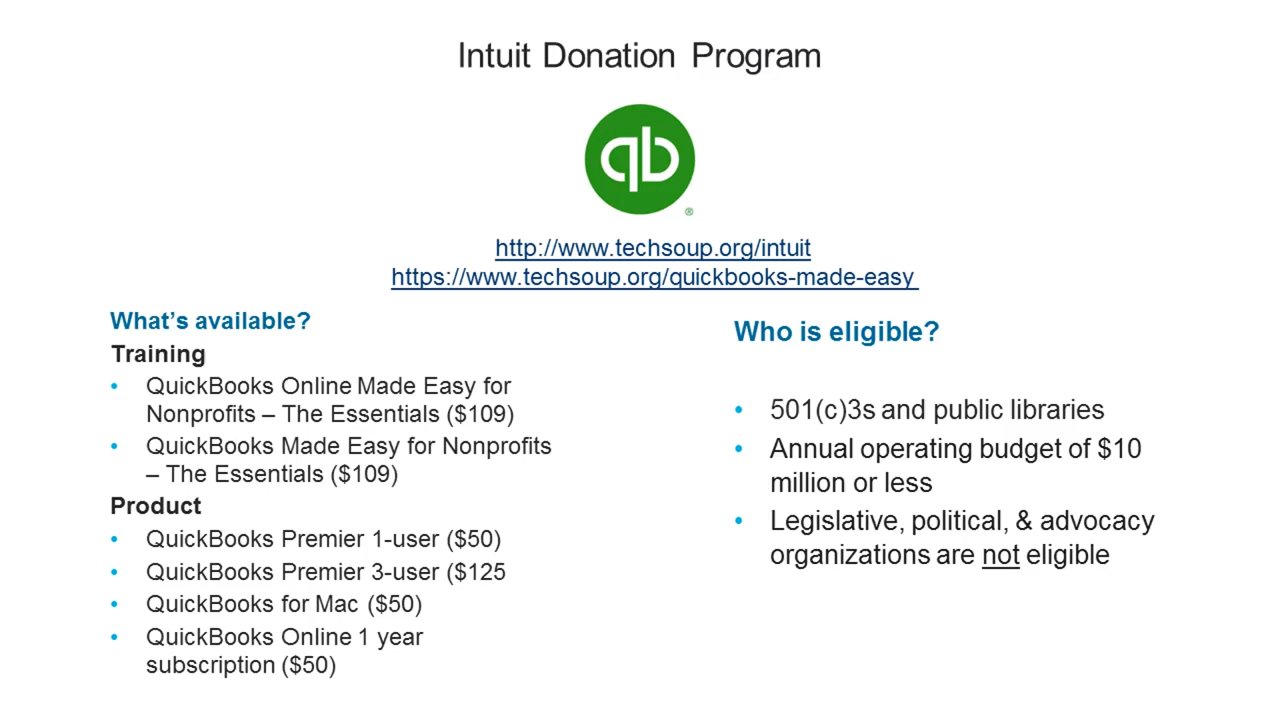 Intuit Donation Program
qb
®
http://www.techsoup.org/intuit
https://www.techsoup.org/quickbooks-made-easy
What’s available?
Training
• QuickBooks Online Made Easy for
Nonprofits – The Essentials ($109)
• QuickBooks Made Easy for Nonprofits
– The Essentials ($109)
Product
• QuickBooks Premier 1-user ($50)
• QuickBooks Premier 3-user ($125
• QuickBooks for Mac ($50)
• QuickBooks Online 1 year
subscription ($50)
Who is eligible?
• 501(c)3s and public libraries
• Annual operating budget of $10
million or less
• Legislative, political, & advocacy
organizations are not eligible